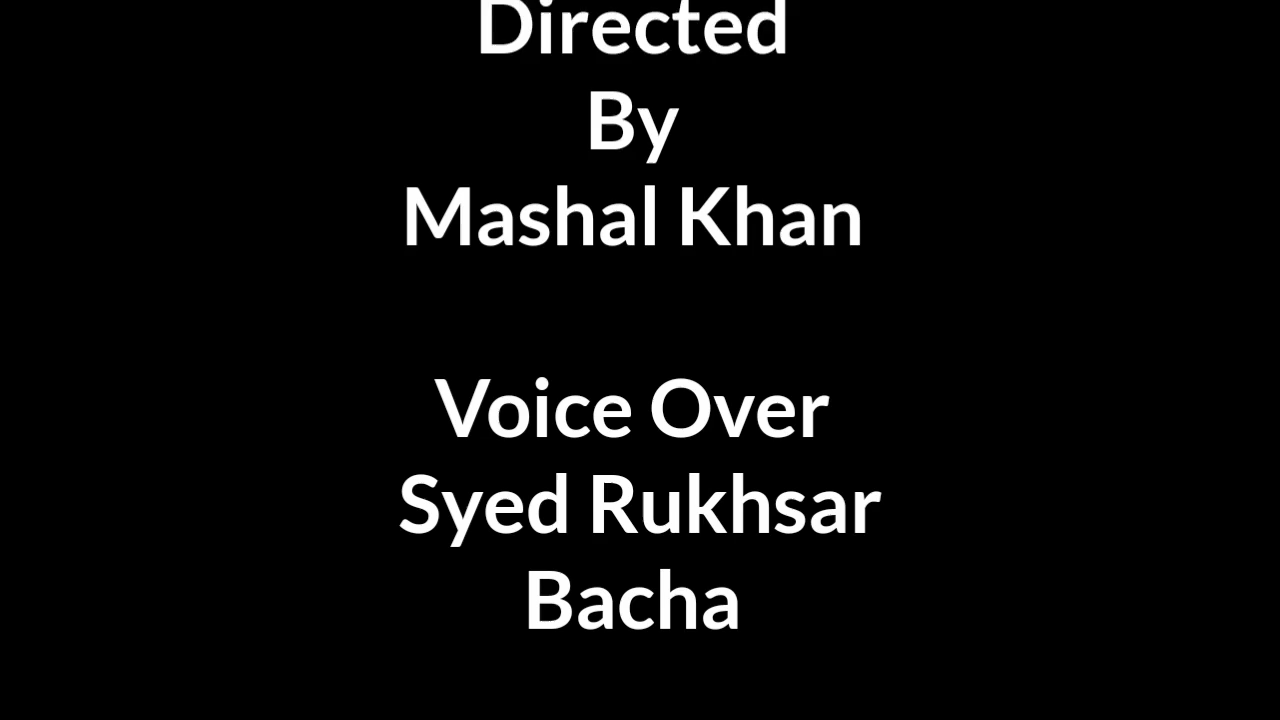 Directed
By
Mashal Khan
Voice Over
Syed Rukhsar
Bacha